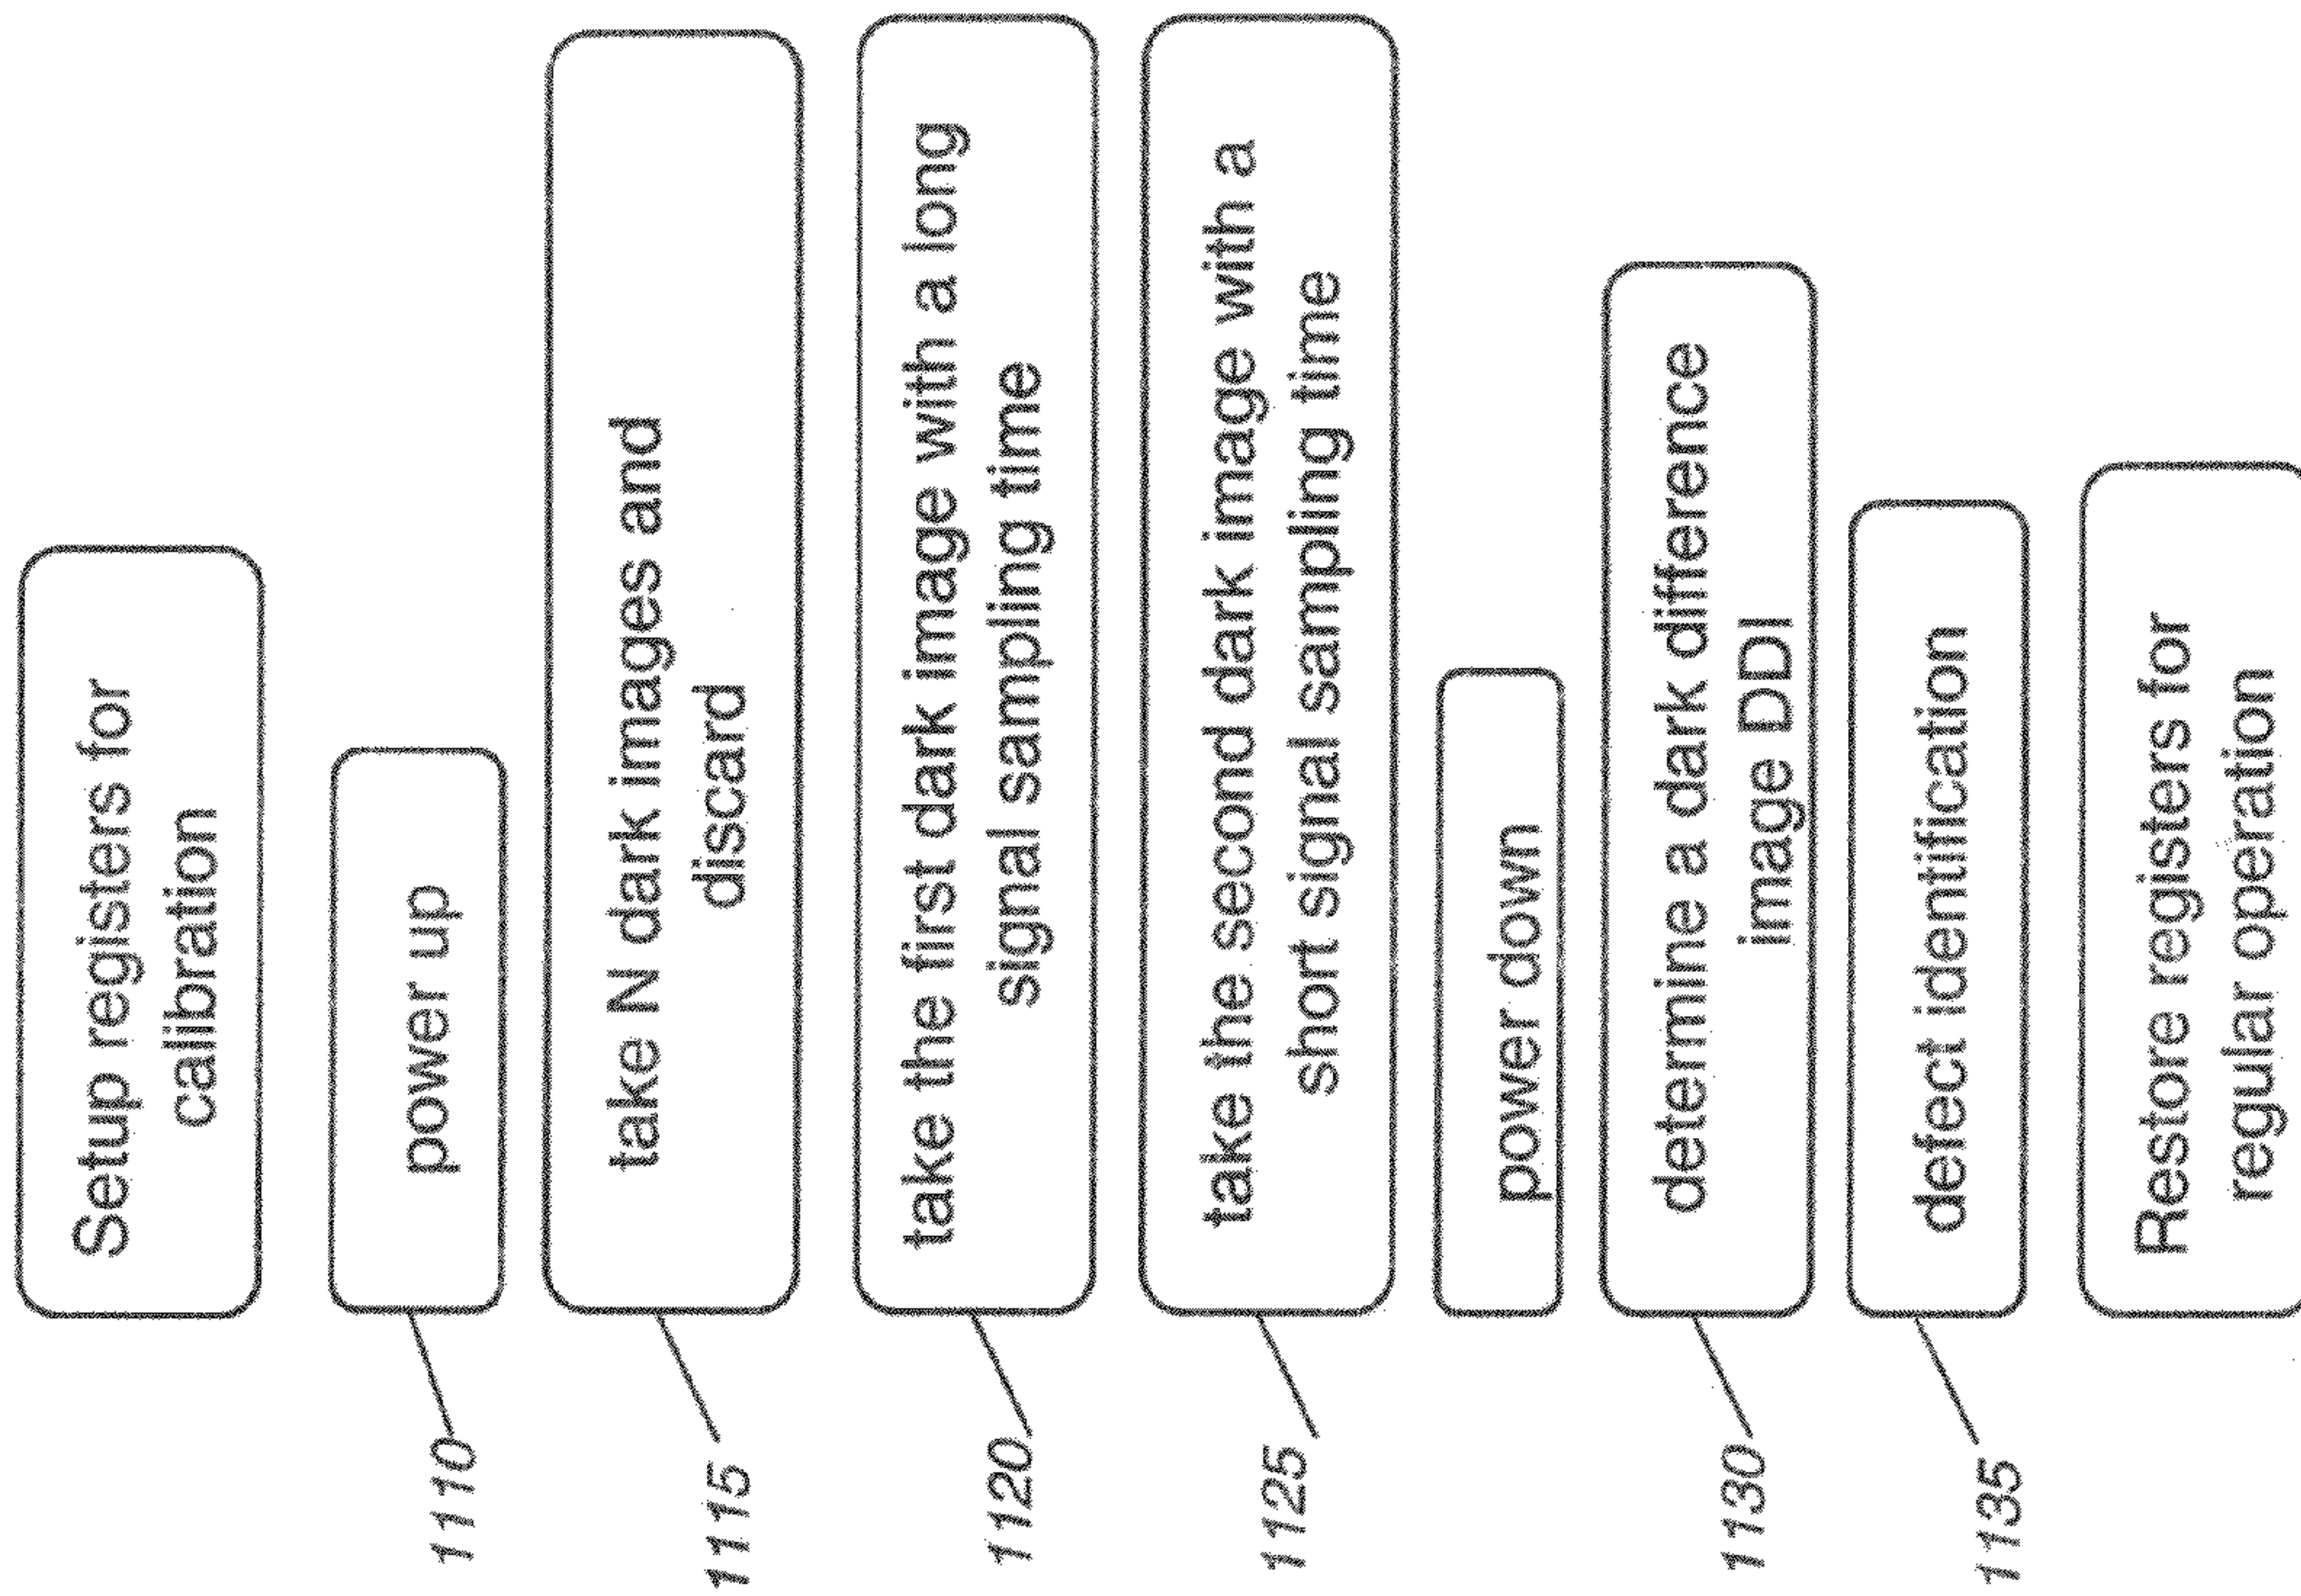 Setup registers for
calibration
1110
power up
1115
take N dark images and
discard
1120
take the first dark image with a long
signal sampling time
1125
take the second dark image with a
short signal sampling time
power down
1130
determine a dark difference
image DDI
1135
defect identification
Restore registers for
regular operation